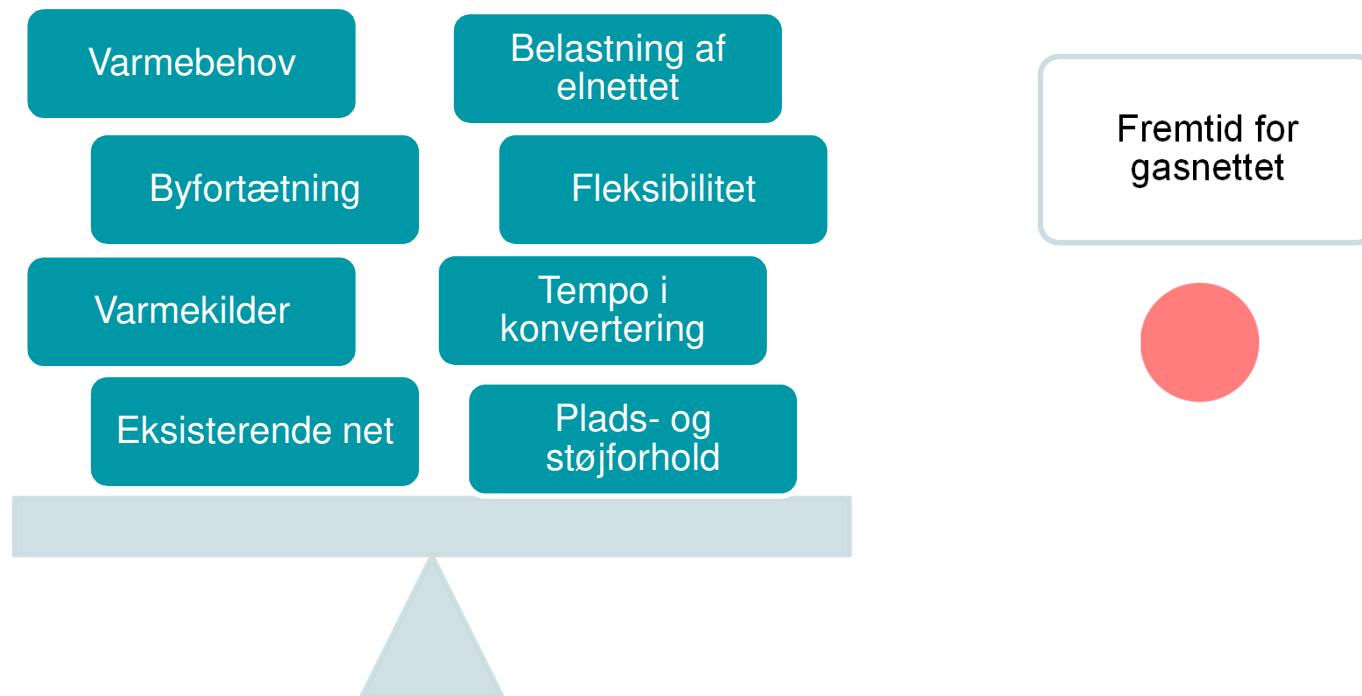 Varmebehov
Belastning af
elnettet
Byfortætning
Fleksibilitet
Varmekilder
Tempo i
konvertering
Eksisterende net
Plads- og
støjforhold
Fremtid for
gasnettet